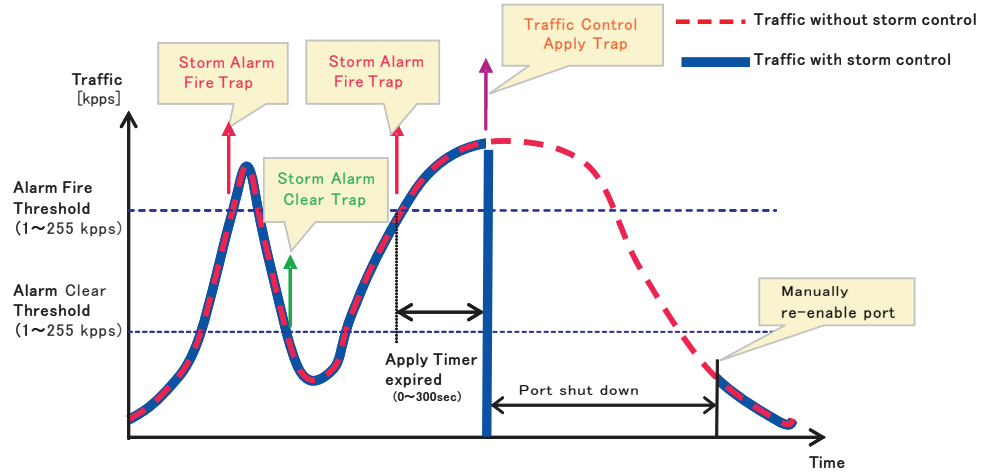 Traffic without storm control
Traffic with storm control
Traffic Control
Apply Trap
Storm Alarm
Fire Trap
Storm Alarm
Fire Trap
Traffic
[kpps]
Storm Alarm
Clear Trap
Alarm Fire
Threshold
(1～255 kpps)
Alarm Clear
Threshold
(1～255 kpps)
Manually
re-enable port
Apply Timer
expired
(0～300sec)
Port shut down
Time